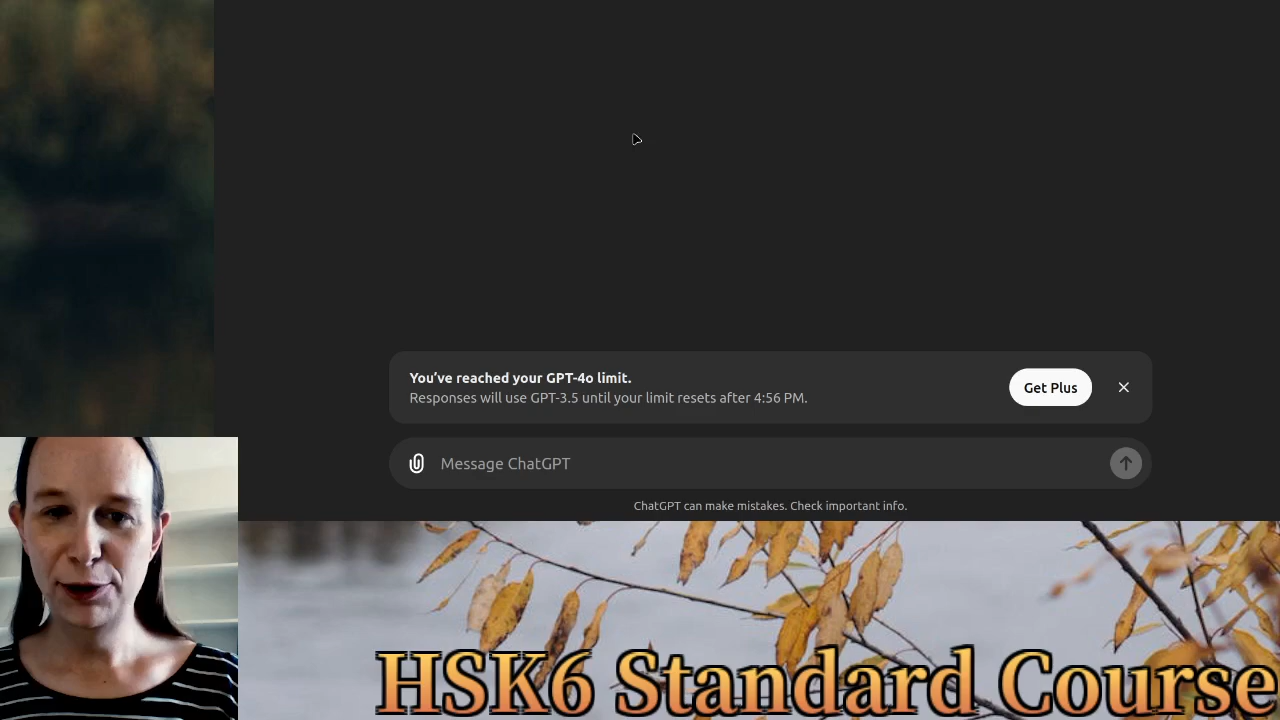 You’ve reached your GPT-4o limit.
Responses will use GPT-3.5 until your limit resets after 4:56 PM.
Get Plus
Message ChatGPT
ChatGPT can make mistakes. Check important info.
HSK6 Standard Course